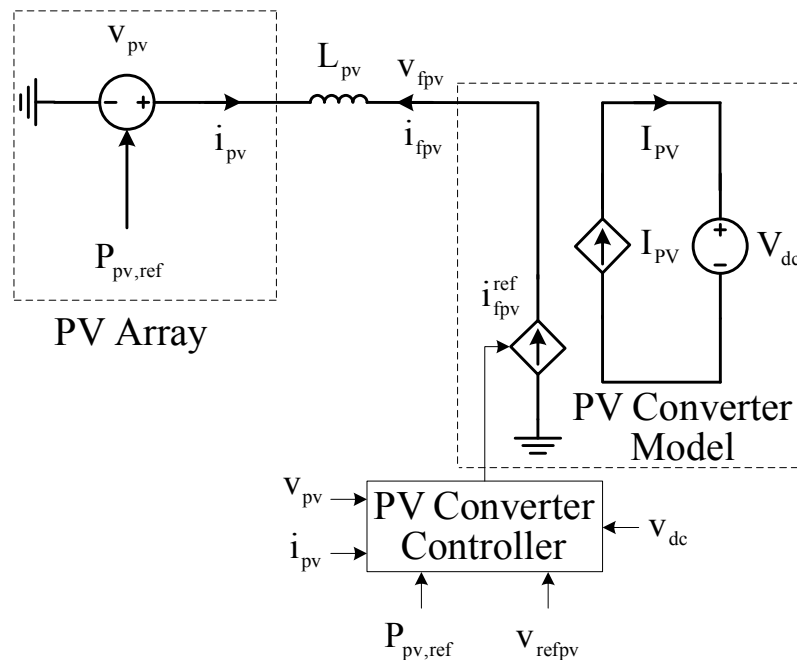 v_pv
L_pv
v_fpv
i_pv
i_fpv
I_PV
I_PV
V_dc
P_pv,ref
i_fpv^ref
PV Array
PV Converter
Model
v_pv
i_pv
PV Converter
Controller
v_dc
P_pv,ref
v_refpv